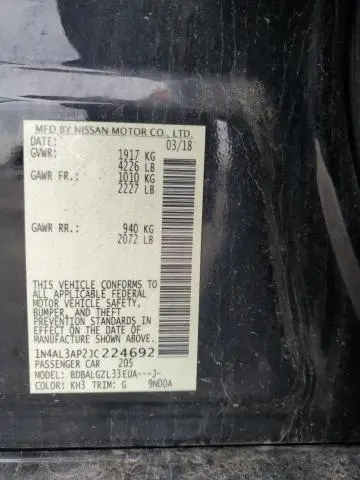 MFD BY NISSAN MOTOR CO., LTD.
DATE: 03/18
GVWR: 1917 KG
4226 LB
GAWR FR.: 1010 KG
2227 LB
GAWR RR.: 940 KG
2072 LB
THIS VEHICLE CONFORMS TO
ALL APPLICABLE FEDERAL
MOTOR VEHICLE SAFETY,
BUMPER, AND THEFT
PREVENTION STANDARDS IN
EFFECT ON THE DATE OF
MANUFACTURE SHOWN ABOVE.
1N4AL3AP2JC224692
PASSENGER CAR 205
MODEL: BDBALGZL33EUA---J-
COLOR: KH3 TRIM: G 9N00A